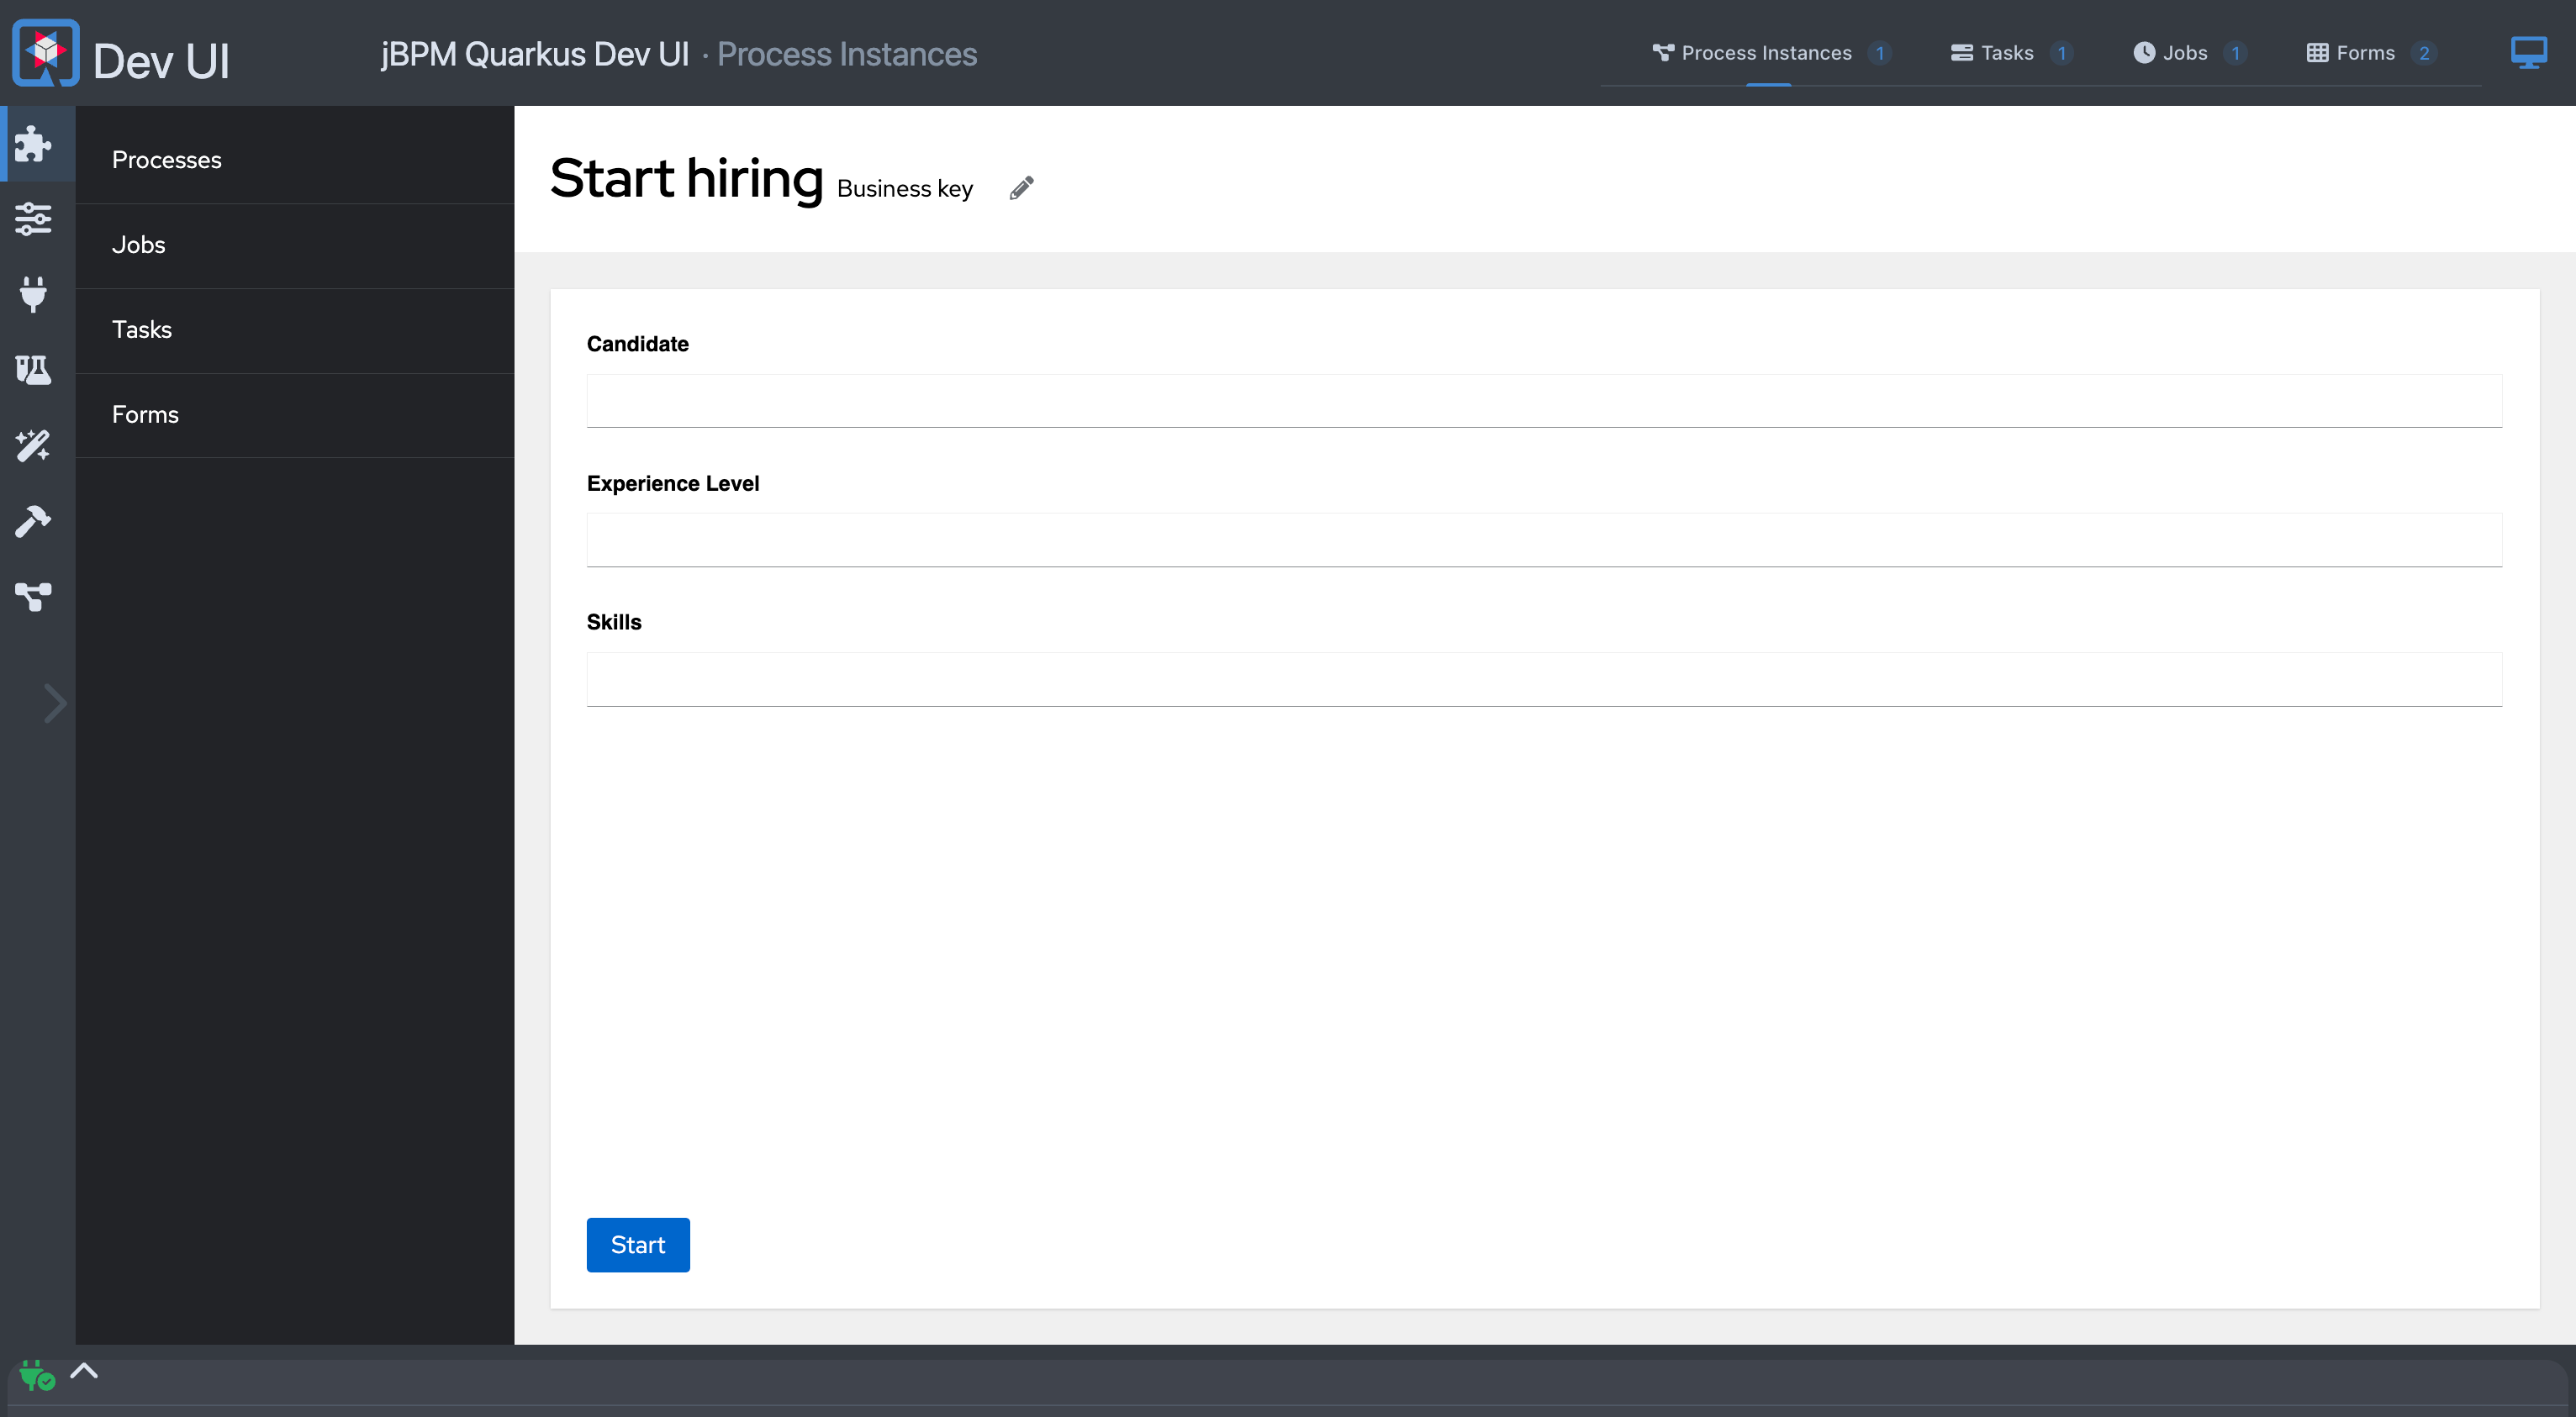 Dev UI
jBPM Quarkus Dev UI · Process Instances
Process Instances 1
Tasks 1
Jobs 1
Forms 2
Processes
Jobs
Tasks
Forms
Start hiring Business key
Candidate
Experience Level
Skills
Start